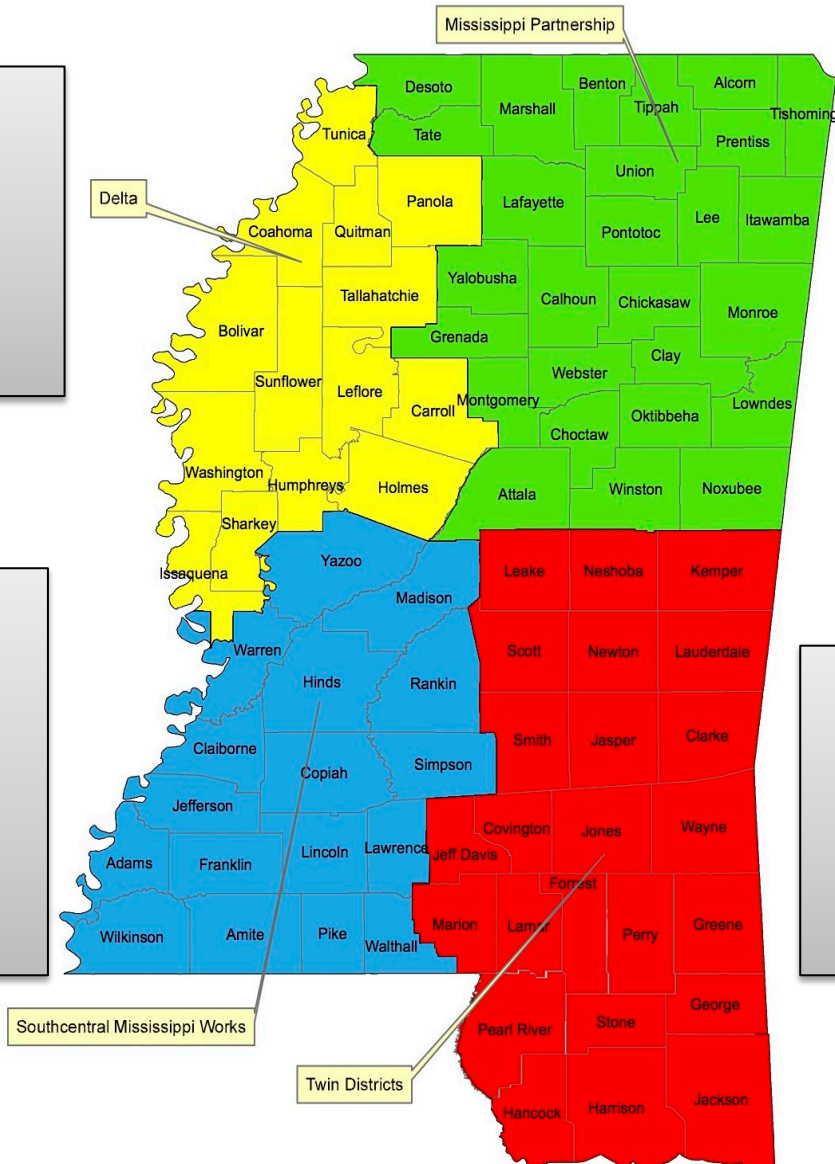 Mississippi Partnership
Desoto
Marshall
Benton
Tippah
Alcorn
Tishoming
Tunica
Tate
Prentiss
Union
Delta
Panola
Lafayette
Lee
Itawamba
Coahoma
Quitman
Pontotoc
Yalobusha
Tallahatchie
Calhoun
Chickasaw
Monroe
Bolivar
Grenada
Clay
Webster
Sunflower
Leflore
Carroll
Montgomery
Oktibbeha
Lowndes
Choctaw
Washington
Humphreys
Holmes
Attala
Winston
Noxubee
Sharkey
Issaquena
Yazoo
Leake
Neshoba
Kemper
Madison
Warren
Scott
Newton
Lauderdale
Hinds
Rankin
Smith
Jasper
Clarke
Claiborne
Copiah
Simpson
Jefferson
Covington
Jones
Wayne
Adams
Franklin
Lincoln
Lawrence
Jeff Davis
Forrest
Wilkinson
Amite
Pike
Walthall
Marion
Lamar
Perry
Greene
George
Southcentral Mississippi Works
Pearl River
Stone
Twin Districts
Hancock
Harrison
Jackson